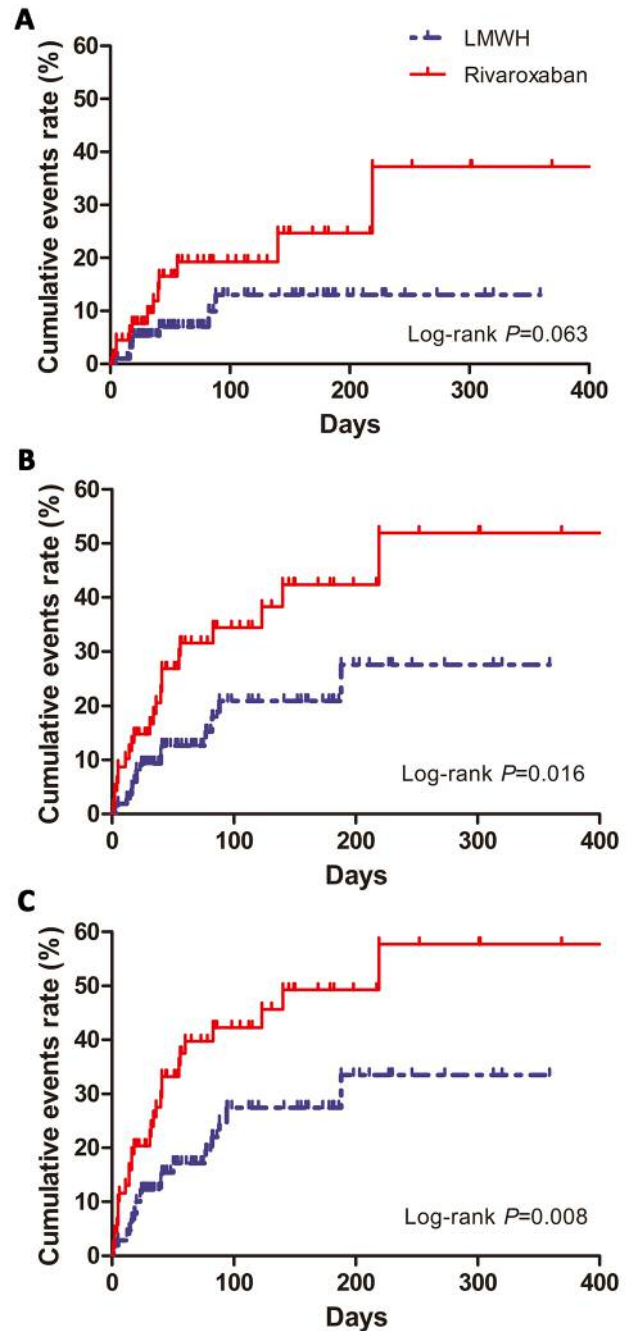 A
LMWH
Rivaroxaban
Cumulative events rate (%)
60
50
40
30
20
10
0
Log-rank P=0.063
0 100 200 300 400
Days
B
Cumulative events rate (%)
60
50
40
30
20
10
0
Log-rank P=0.016
0 100 200 300 400
Days
C
Cumulative events rate (%)
60
50
40
30
20
10
0
Log-rank P=0.008
0 100 200 300 400
Days